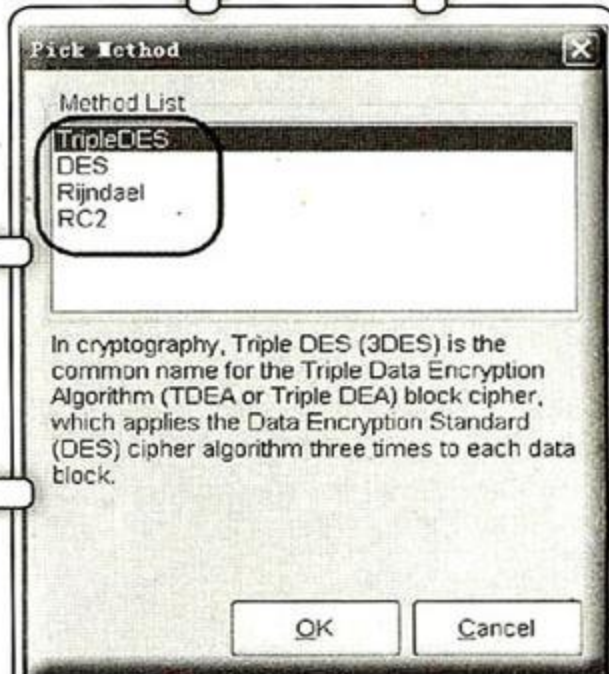 Pick Method
Method List
TripleDES
DES
Rijndael
RC2
In cryptography, Triple DES (3DES) is the
common name for the Triple Data Encryption
Algorithm (TDEA or Triple DEA) block cipher,
which applies the Data Encryption Standard
(DES) cipher algorithm three times to each data
block.
OK
Cancel